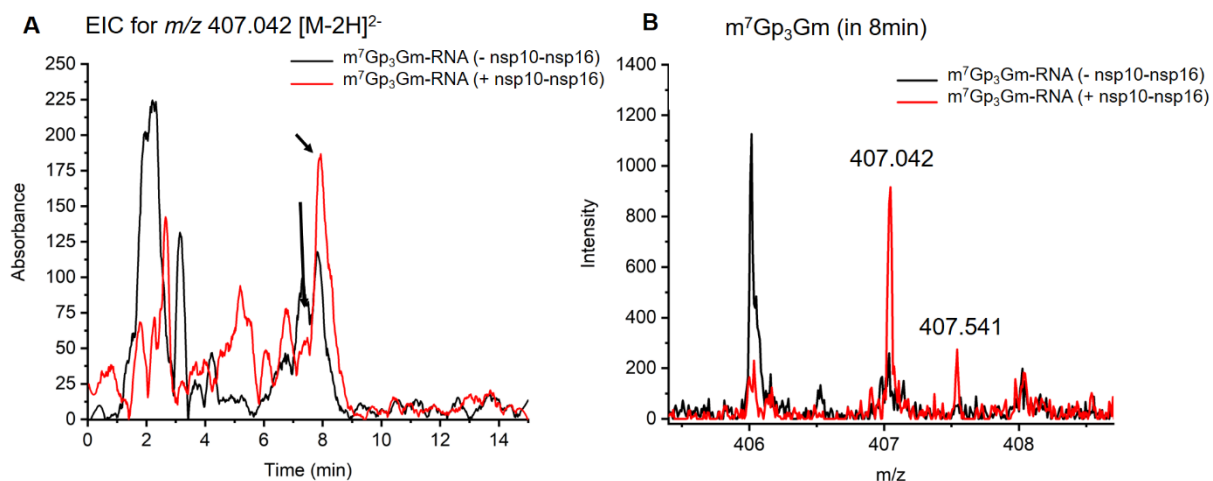 A EIC for m/z 407.042 [M-2H]²⁻
m⁷Gp₃Gm-RNA (- nsp10-nsp16)
m⁷Gp₃Gm-RNA (+ nsp10-nsp16)
225
200
175
150
125
100
75
50
25
0
Absorbance
0 2 4 6 8 10 12 14
Time (min)
B m⁷Gp₃Gm (in 8min)
m⁷Gp₃Gm-RNA (- nsp10-nsp16)
m⁷Gp₃Gm-RNA (+ nsp10-nsp16)
1400
1200
1000
800
600
400
200
0
Intensity
407.042
407.541
406 407 408
m/z